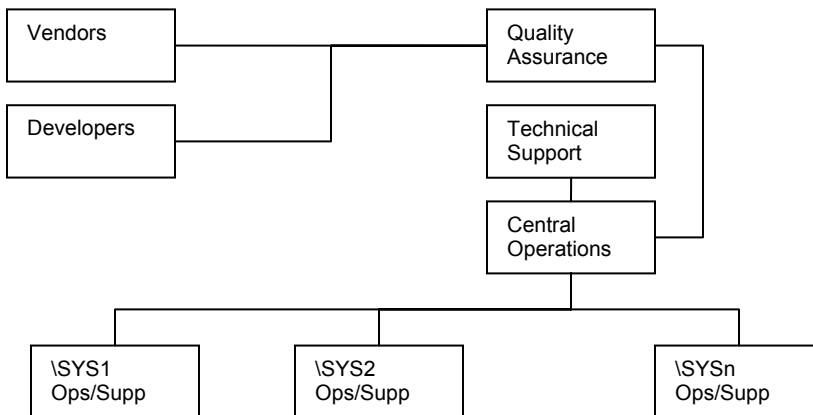 Vendors
Quality
Assurance
Developers
Technical
Support
Central
Operations
\SYS1
Ops/Supp
\SYS2
Ops/Supp
\SYSn
Ops/Supp